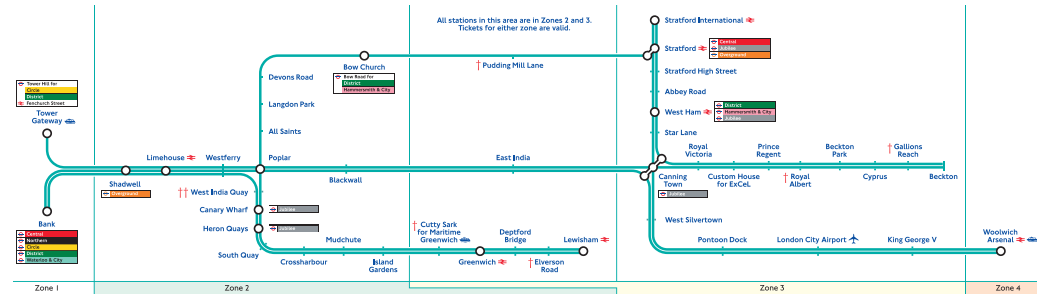 All stations in this area are in Zones 2 and 3.
Tickets for either zone are valid.
Stratford International
Stratford
Central
Jubilee
Overground
† Pudding Mill Lane
Bow Church
Bow Road for
District
Hammersmith & City
Stratford High Street
Abbey Road
West Ham
District
Hammersmith & City
Jubilee
Star Lane
Devons Road
Langdon Park
All Saints
Poplar
Tower Hill for
Circle
District
Fenchurch Street
Tower
Gateway
Limehouse
Westferry
Shadwell
Overground
Bank
Central
Northern
Circle
District
Waterloo & City
Blackwall
East India
Canning
Town
Jubilee
Royal
Victoria
Custom House
for ExCeL
Prince
Regent
† Royal
Albert
Beckton
Park
Cyprus
† Gallions
Reach
Beckton
†† West India Quay
Canary Wharf
Jubilee
Heron Quays
Jubilee
South Quay
Crossharbour
Mudchute
Island
Gardens
† Cutty Sark
for Maritime
Greenwich
Greenwich
Deptford
Bridge
† Elverson
Road
Lewisham
West Silvertown
Pontoon Dock
London City Airport
King George V
Woolwich
Arsenal
Zone 1
Zone 2
Zone 3
Zone 4